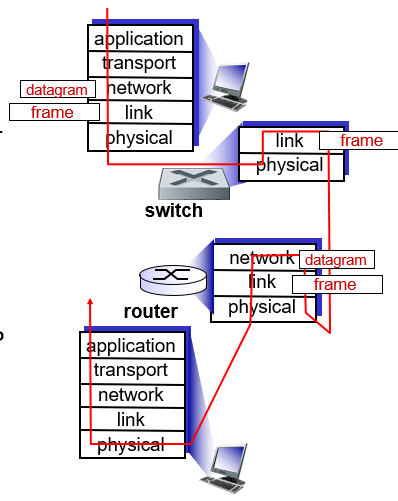 application
transport
datagram network
frame link
physical
link frame
physical
switch
network datagram
link frame
physical
router
application
transport
network
link
physical